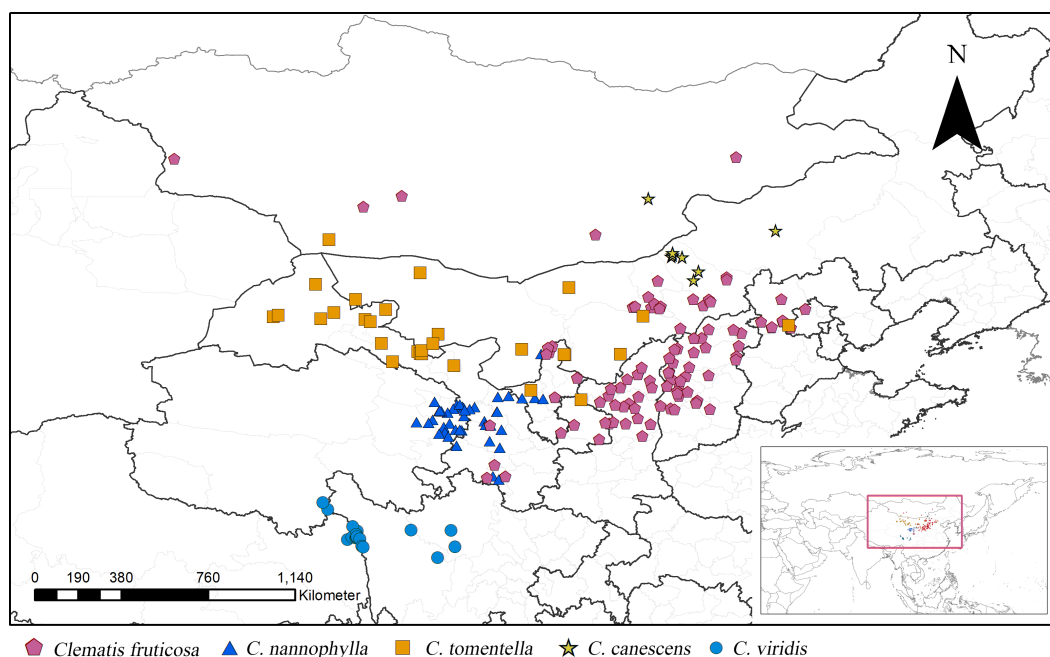 N
0 190 380 760 1,140
Kilometer
Clematis fruticosa C. nannophylla C. tomentella C. canescens C. viridis